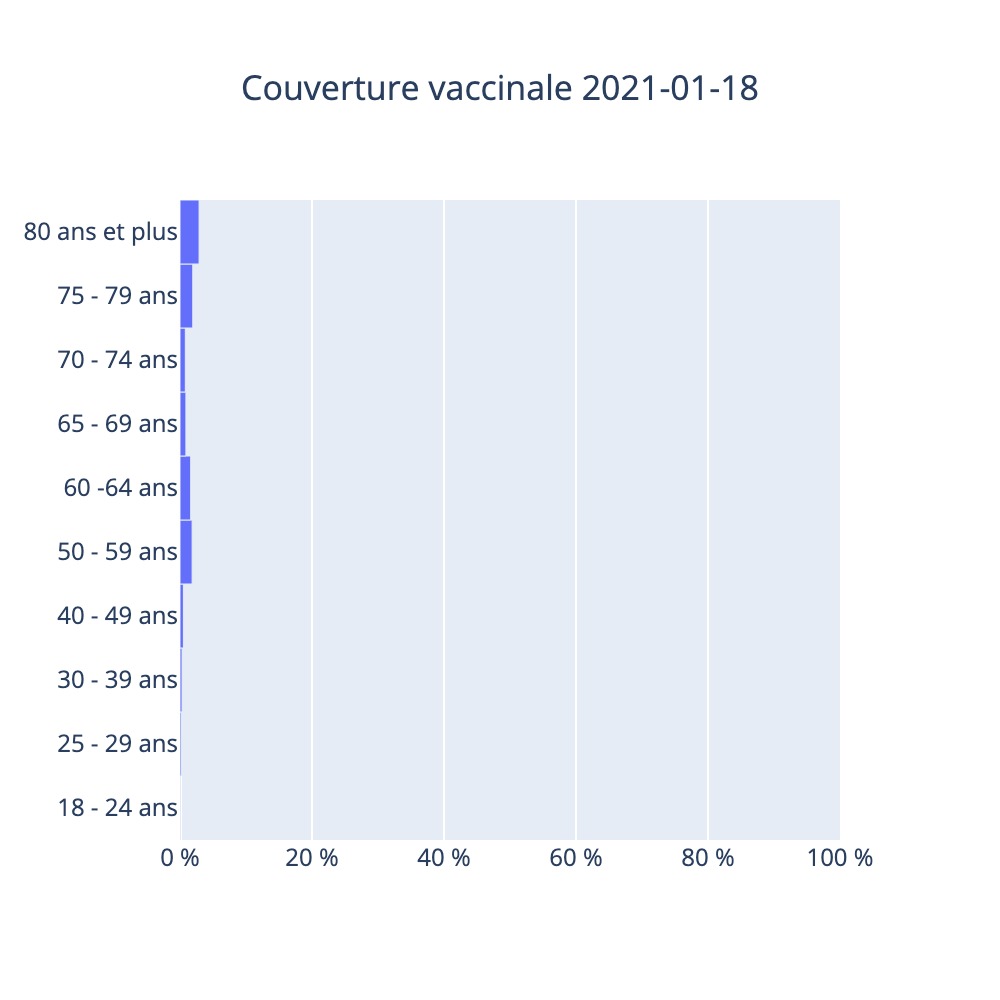 Couverture vaccinale 2021-01-18
80 ans et plus
75 - 79 ans
70 - 74 ans
65 - 69 ans
60 -64 ans
50 - 59 ans
40 - 49 ans
30 - 39 ans
25 - 29 ans
18 - 24 ans
0 % 20 % 40 % 60 % 80 % 100 %